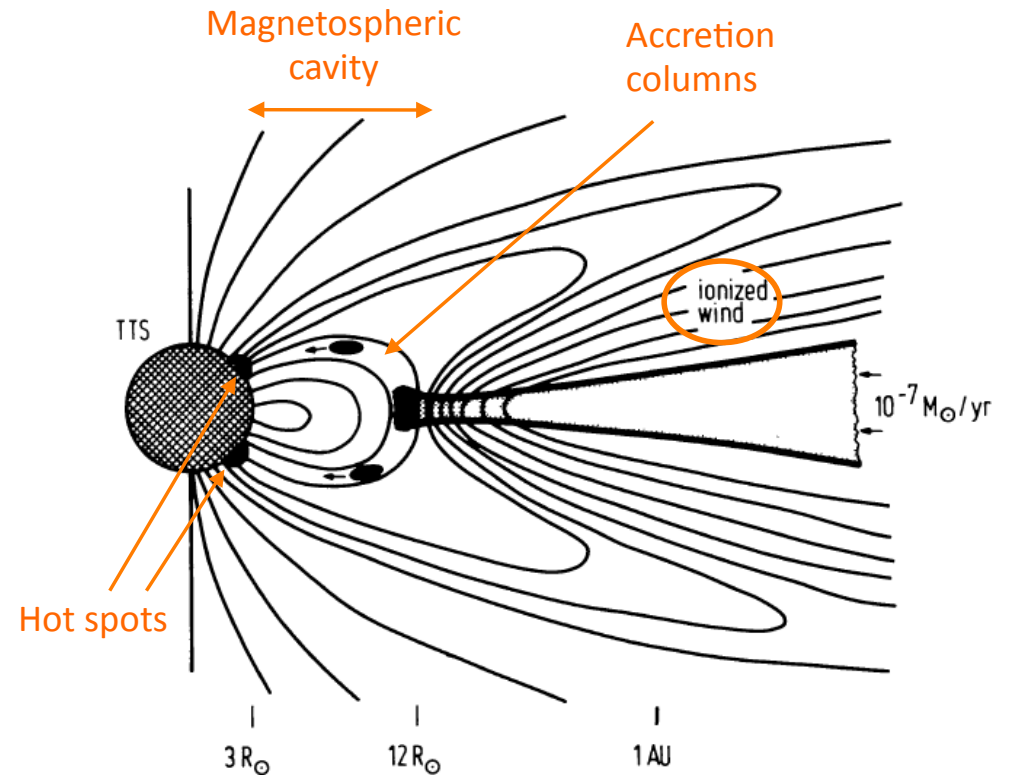 Magnetospheric
cavity
Accretion
columns
TTS
ionized
wind
10⁻⁷ M☉/yr
Hot spots
3 R☉
12 R☉
1 AU